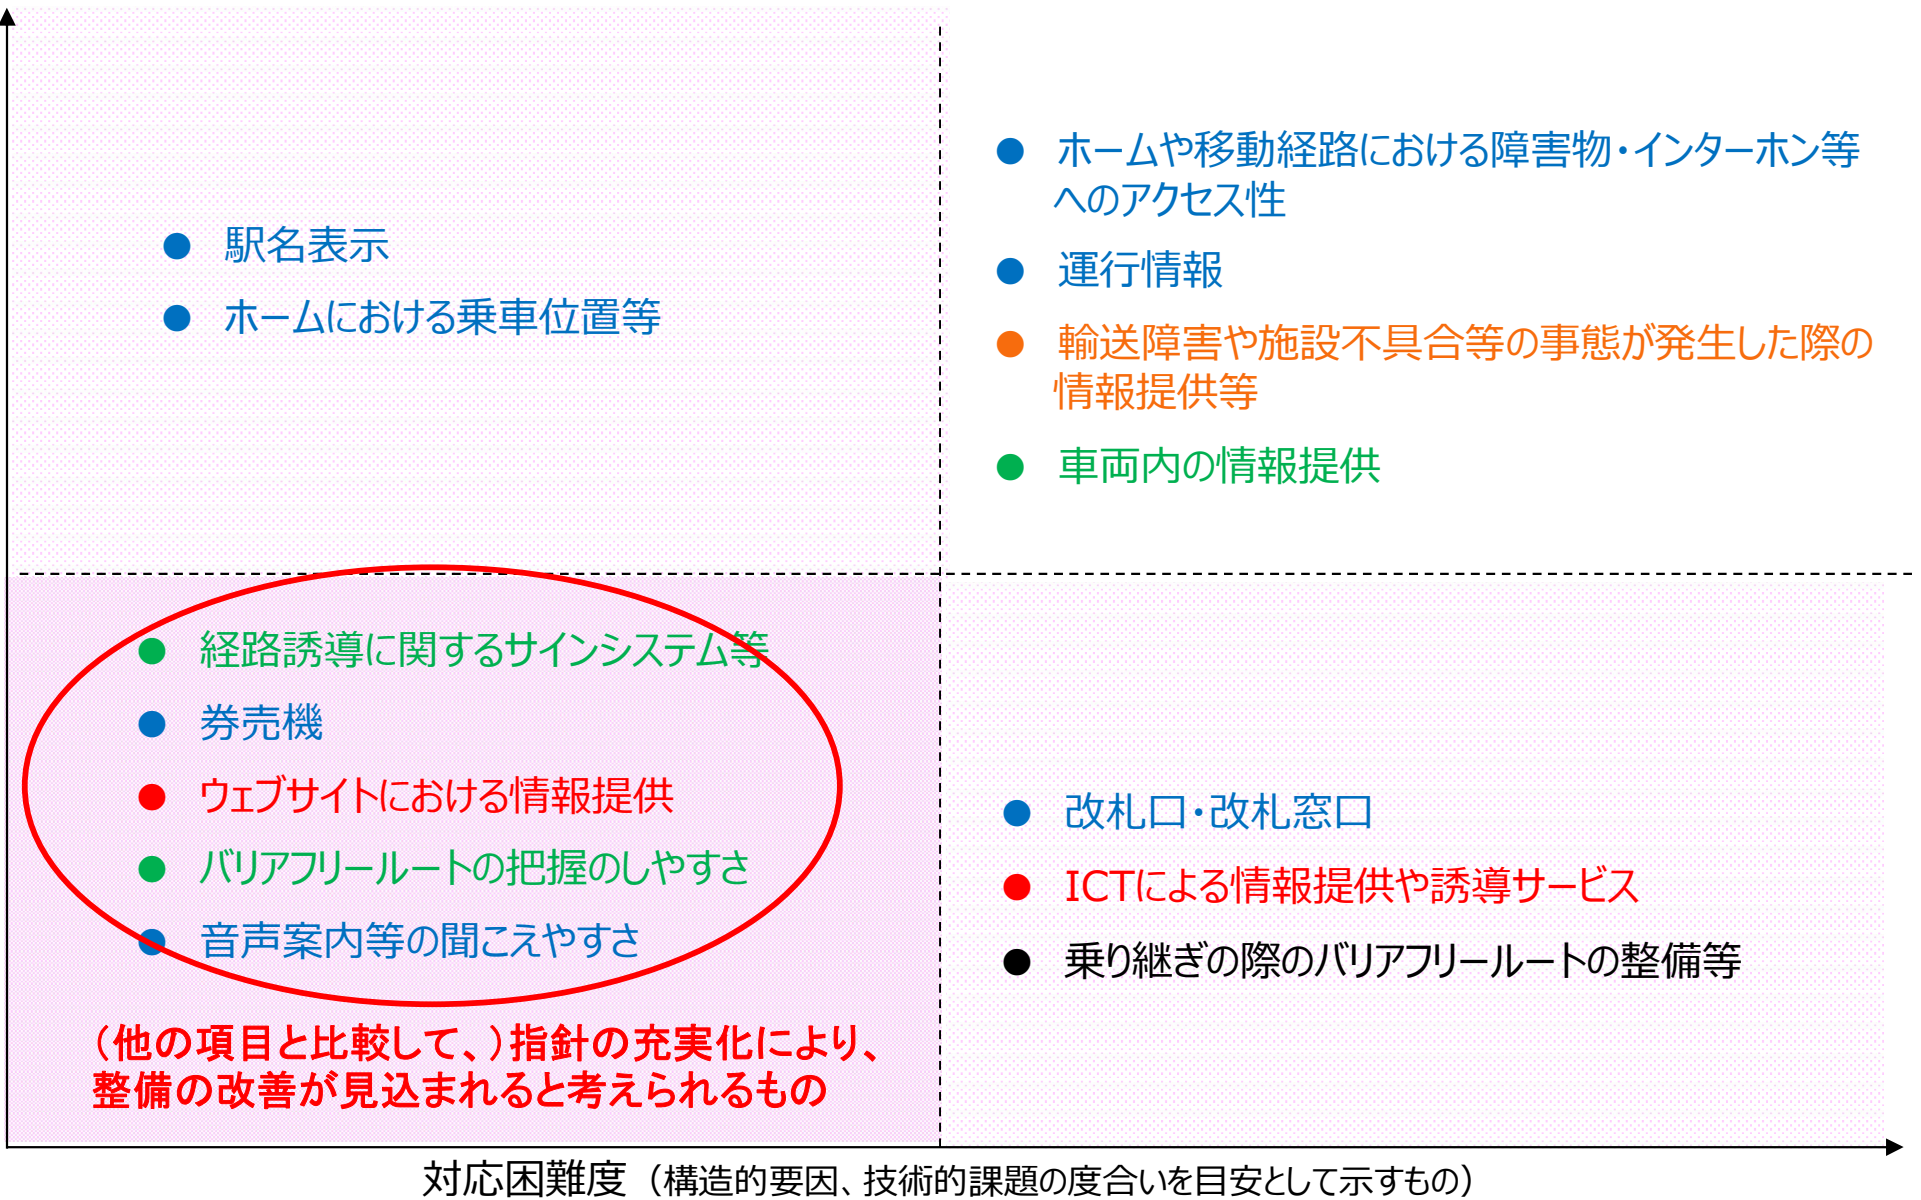 ● 駅名表示
● ホームにおける乗車位置等
● ホームや移動経路における障害物・インターホン等
へのアクセス性
● 運行情報
● 輸送障害や施設不具合等の事態が発生した際の
情報提供等
● 車両内の情報提供
● 経路誘導に関するサインシステム等
● 券売機
● ウェブサイトにおける情報提供
● バリアフリールートの把握のしやすさ
● 音声案内等の聞こえやすさ
(他の項目と比較して、)指針の充実化により、
整備の改善が見込まれると考えられるもの
● 改札口・改札窓口
● ICTによる情報提供や誘導サービス
● 乗り継ぎの際のバリアフリールートの整備等
対応困難度（構造的要因、技術的課題の度合いを目安として示すもの）